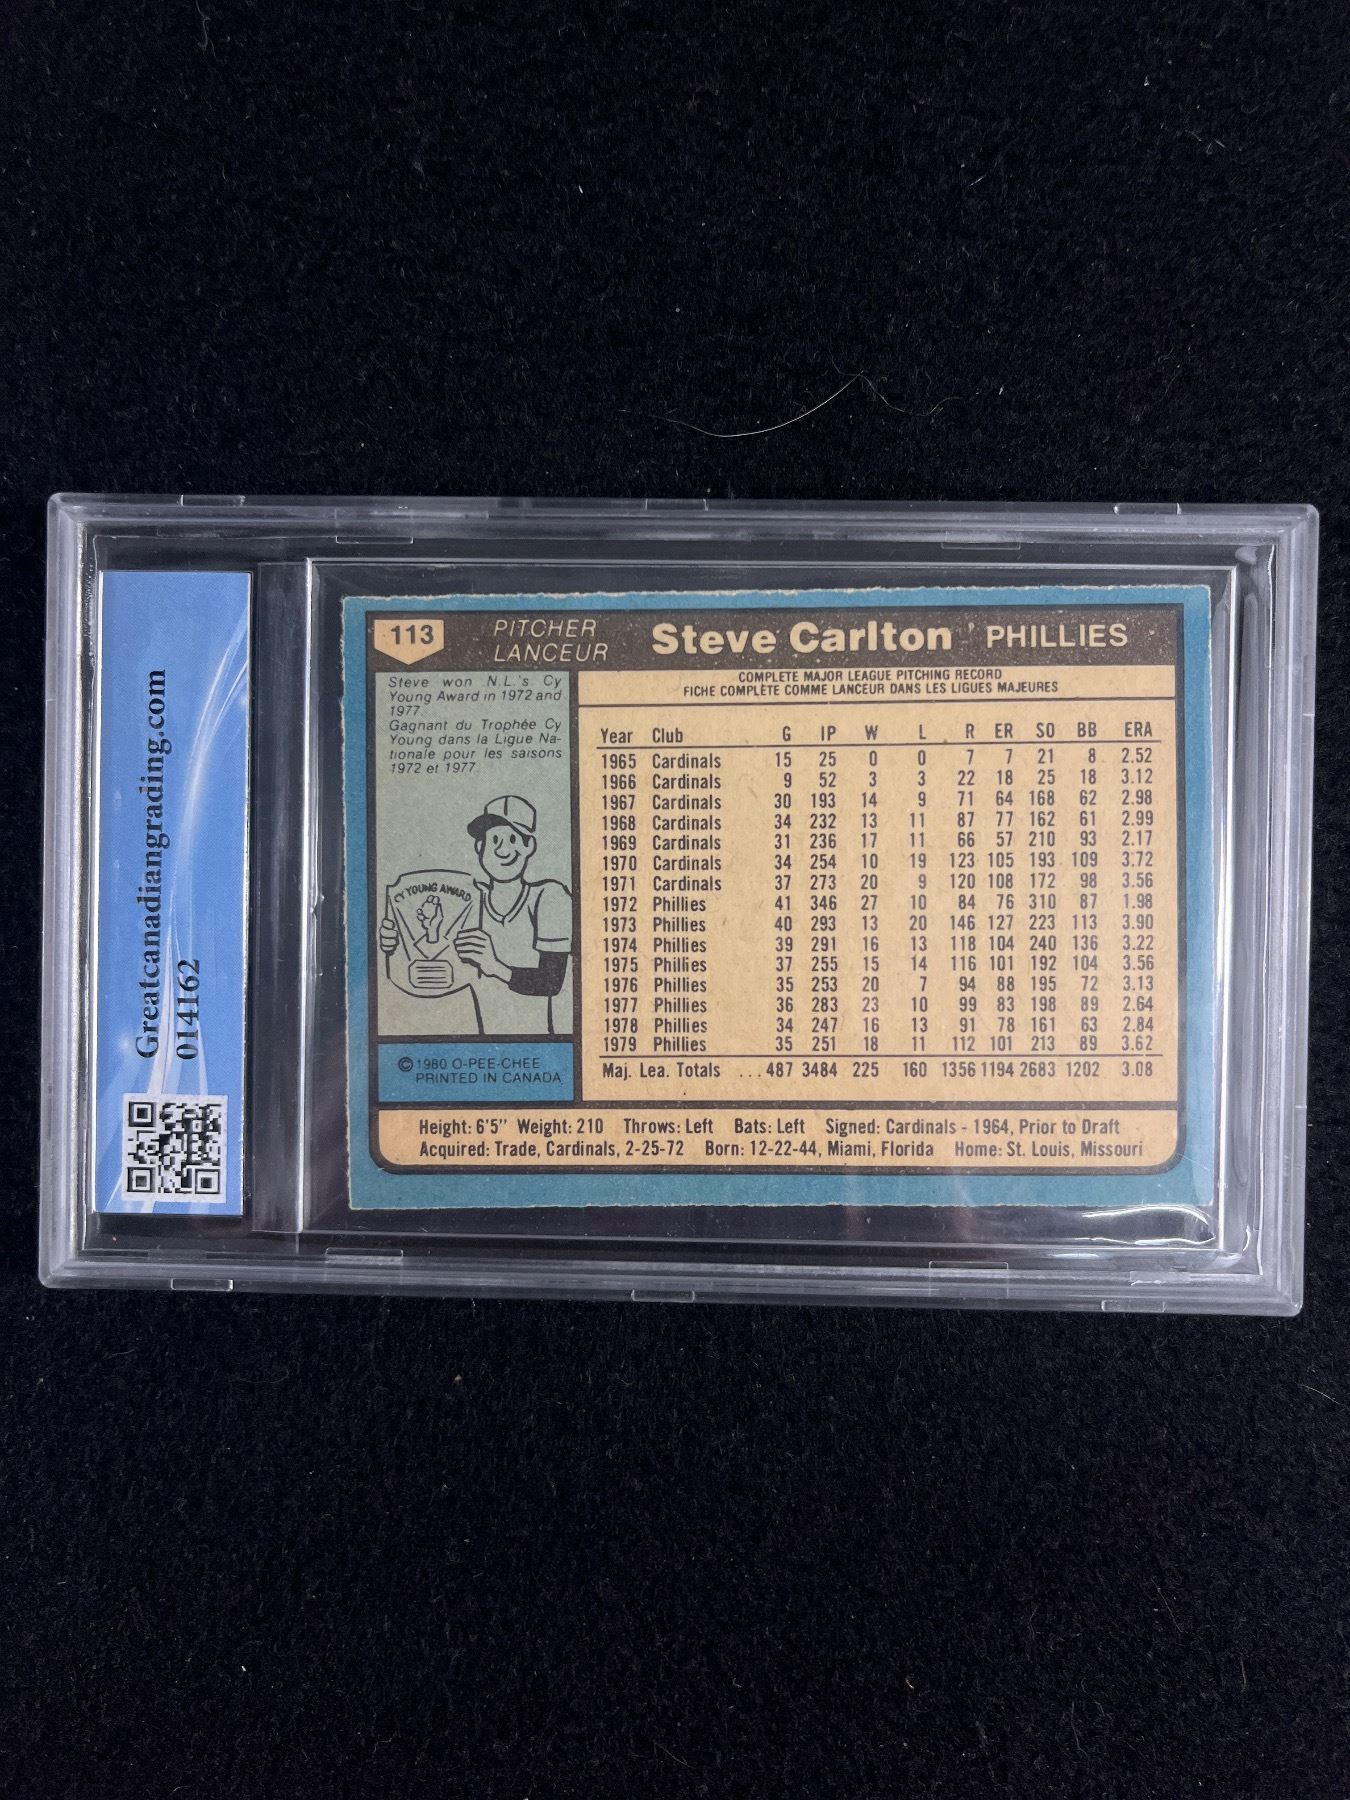 Greatcanadiangrading.com
014162
113
PITCHER
LANCEUR
Steve Carlton PHILLIES
Steve won N.L.'s Cy
Young Award in 1972 and
1977.
Gagnant du Trophée Cy
Young dans la Ligue Na-
tionale pour les saisons
1972 et 1977.
CY YOUNG AWARD
© 1980 O-PEE-CHEE
PRINTED IN CANADA
COMPLETE MAJOR LEAGUE PITCHING RECORD
FICHE COMPLÈTE COMME LANCEUR DANS LES LIGUES MAJEURES
Year Club G IP W L R ER SO BB ERA
1965 Cardinals 15 25 0 0 7 7 21 8 2.52
1966 Cardinals 9 52 3 3 22 18 25 18 3.12
1967 Cardinals 30 193 14 9 71 64 168 62 2.98
1968 Cardinals 34 232 13 11 87 77 162 61 2.99
1969 Cardinals 31 236 17 11 66 57 210 93 2.17
1970 Cardinals 34 254 10 19 123 105 193 109 3.72
1971 Cardinals 37 273 20 9 120 108 172 98 3.56
1972 Phillies 41 346 27 10 84 76 310 87 1.98
1973 Phillies 40 293 13 20 146 127 223 113 3.90
1974 Phillies 39 291 16 13 118 104 240 136 3.22
1975 Phillies 37 255 15 14 116 101 192 104 3.56
1976 Phillies 35 253 20 7 94 88 195 72 3.13
1977 Phillies 36 283 23 10 99 83 198 89 2.64
1978 Phillies 34 247 16 13 91 78 161 63 2.84
1979 Phillies 35 251 18 11 112 101 213 89 3.62
Maj. Lea. Totals ...487 3484 225 160 1356 1194 2683 1202 3.08
Height: 6'5" Weight: 210 Throws: Left Bats: Left Signed: Cardinals - 1964, Prior to Draft
Acquired: Trade, Cardinals, 2-25-72 Born: 12-22-44, Miami, Florida Home: St. Louis, Missouri